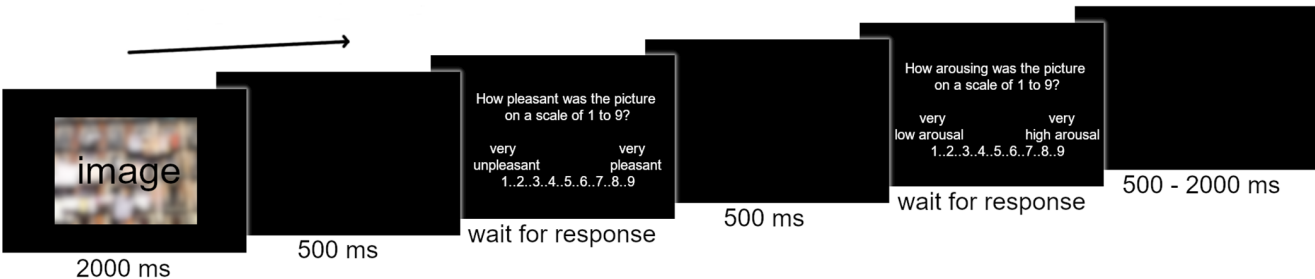 image
2000 ms
500 ms
How pleasant was the picture
on a scale of 1 to 9?
very very
unpleasant pleasant
1..2..3..4..5..6..7..8..9
wait for response
500 ms
How arousing was the picture
on a scale of 1 to 9?
very very
low arousal high arousal
1..2..3..4..5..6..7..8..9
wait for response
500 - 2000 ms